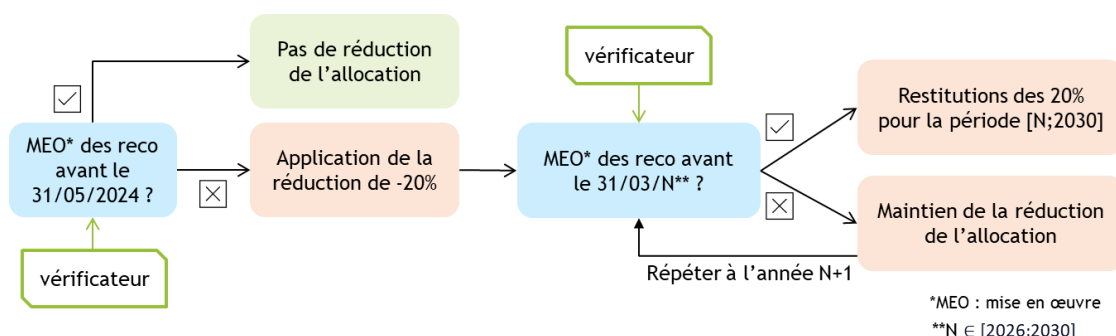 Pas de réduction
de l’allocation
vérificateur
MEO* des reco
avant le
31/05/2024 ?
Application de la
réduction de -20%
MEO* des reco avant
le 31/03/N** ?
Restitutions des 20%
pour la période [N;2030]
Maintien de la réduction
de l’allocation
vérificateur
Répéter à l’année N+1
*MEO : mise en œuvre
**N ∈ [2026;2030]